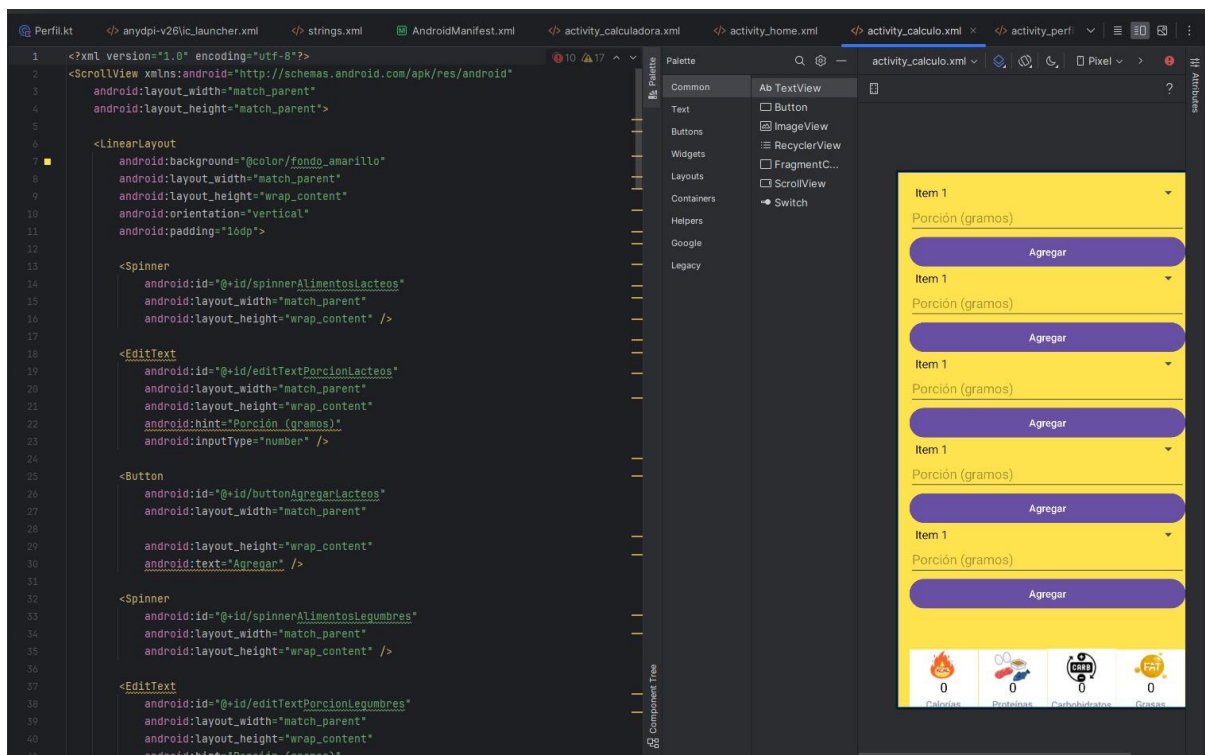 Perfil.kt
anydpi-v26\ic_launcher.xml
strings.xml
AndroidManifest.xml
activity_calculadora.xml
activity_home.xml
activity_calculo.xml
activity_perfi
1 <?xml version="1.0" encoding="utf-8"?>
10 17
2 <ScrollView xmlns:android="http://schemas.android.com/apk/res/android"
3 android:layout_width="match_parent"
4 android:layout_height="match_parent">
5
6 <LinearLayout
7 android:background="@color/fondo_amarillo"
8 android:layout_width="match_parent"
9 android:layout_height="wrap_content"
10 android:orientation="vertical"
11 android:padding="16dp">
12
13 <Spinner
14 android:id="@+id/spinnerAlimentosLacteos"
15 android:layout_width="match_parent"
16 android:layout_height="wrap_content" />
17
18 <EditText
19 android:id="@+id/editTextPorcionLacteos"
20 android:layout_width="match_parent"
21 android:layout_height="wrap_content"
22 android:hint="Porción (gramos)"
23 android:inputType="number" />
24
25 <Button
26 android:id="@+id/buttonAgregarLacteos"
27 android:layout_width="match_parent"
28
29 android:layout_height="wrap_content"
30 android:text="Agregar" />
31
32 <Spinner
33 android:id="@+id/spinnerAlimentosLegumbres"
34 android:layout_width="match_parent"
35 android:layout_height="wrap_content" />
36
37 <EditText
38 android:id="@+id/editTextPorcionLegumbres"
39 android:layout_width="match_parent"
40 android:layout_height="wrap_content"
android:hint="Porción (gramos)"
Palette
Component Tree
Palette
Common
Text
Buttons
Widgets
Layouts
Containers
Helpers
Google
Legacy
Ab TextView
Button
ImageView
RecyclerView
FragmentC...
ScrollView
Switch
activity_calculo.xml
Pixel
?
Attributes
Item 1
Porción (gramos)
Agregar
Item 1
Porción (gramos)
Agregar
Item 1
Porción (gramos)
Agregar
Item 1
Porción (gramos)
Agregar
Item 1
Porción (gramos)
Agregar
CARB
FAT
0 0 0 0
Calorías Proteínas Carbohidratos Grasas